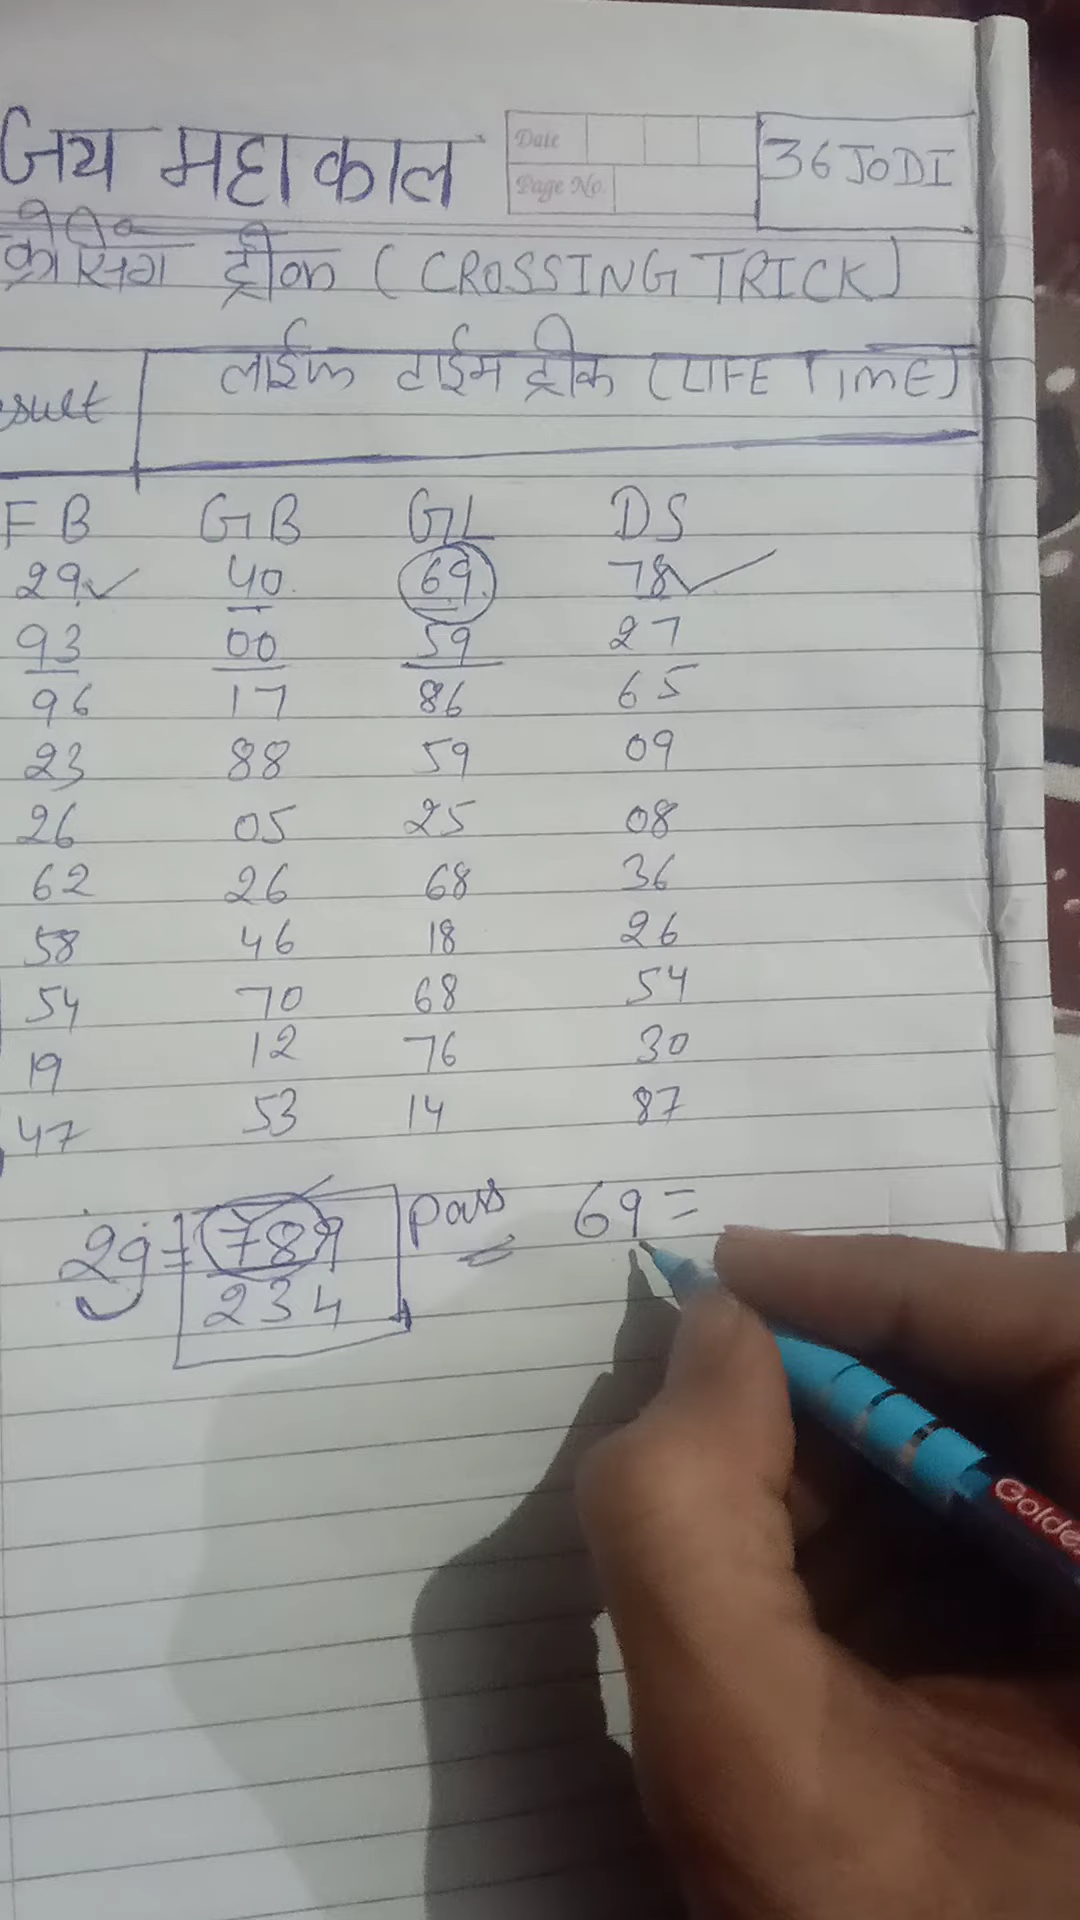 जय महाकाल
Date
Page No.
36 JODI
क्रोसिंग ट्रीक (CROSSING TRICK)
लाईफ टाईम ट्रीक (LIFE TIME)
esult
FB GB GL DS
29 40 69 78
93 00 59 27
96 17 86 65
23 88 59 09
26 05 25 08
62 26 68 36
58 46 18 26
54 70 68 54
19 12 76 30
47 53 14 87
29 = 789 pass 69 =
234
Golde